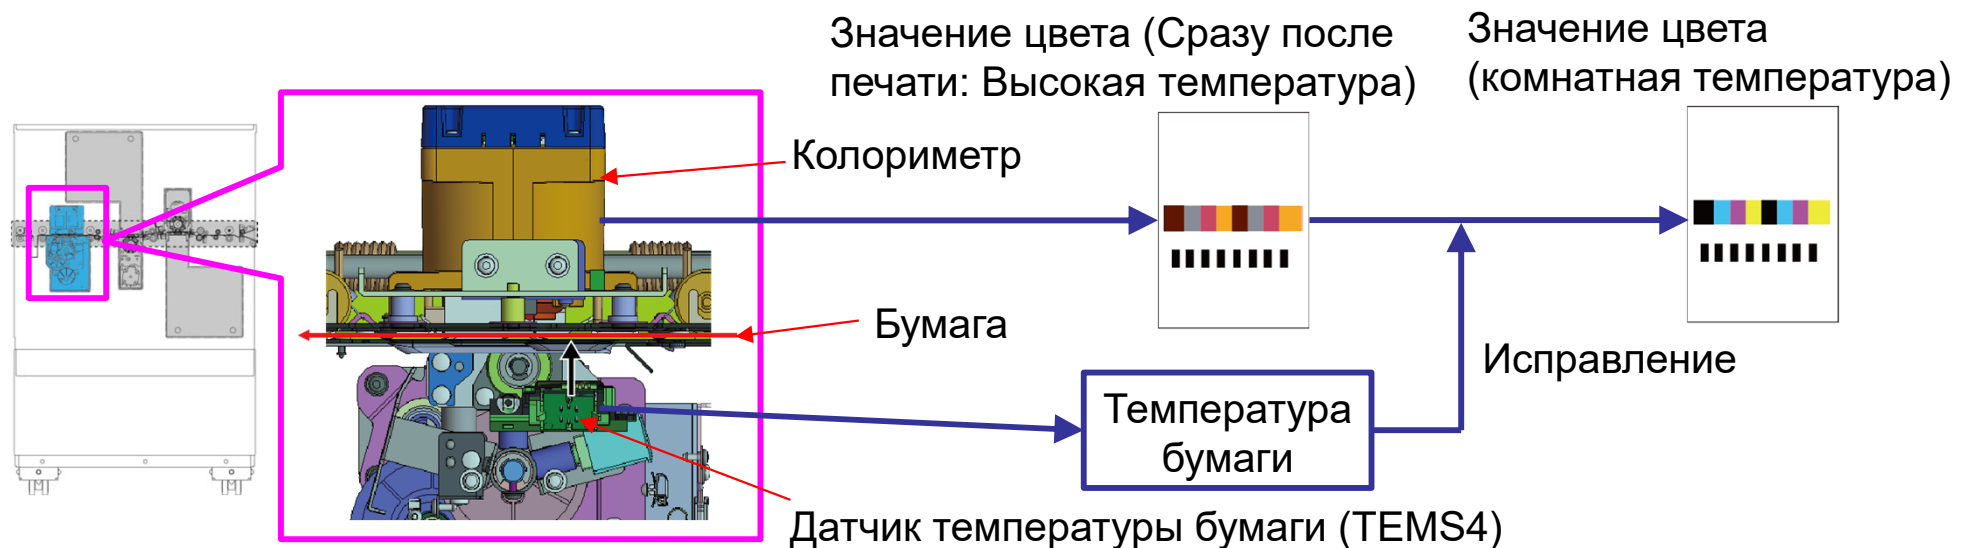 Значение цвета (Сразу после
печати: Высокая температура)
Значение цвета
(комнатная температура)
Колориметр
Бумага
Исправление
Температура
бумаги
Датчик температуры бумаги (TEMS4)